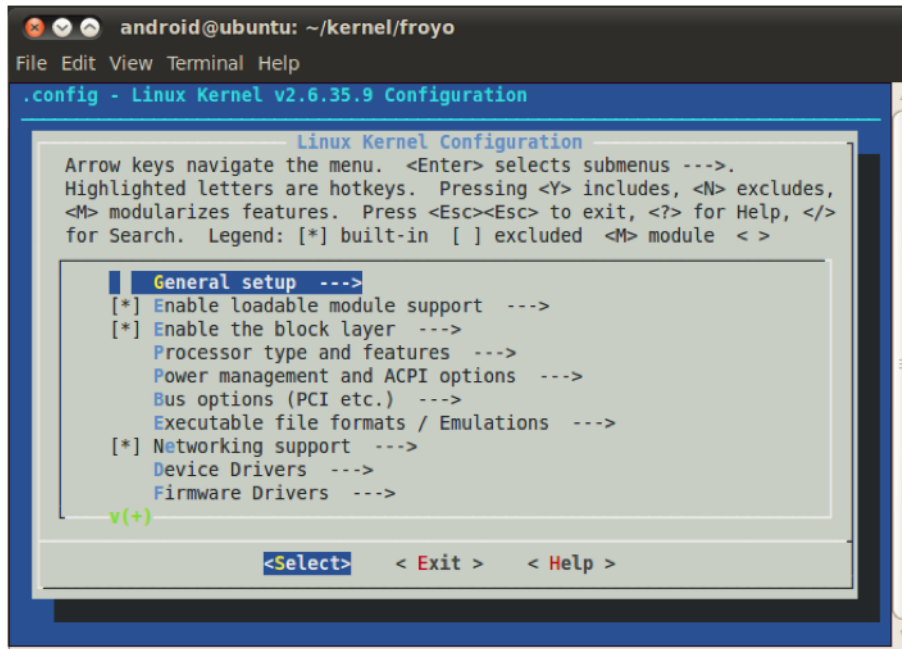 android@ubuntu: ~/kernel/froyo
File Edit View Terminal Help
.config - Linux Kernel v2.6.35.9 Configuration
Linux Kernel Configuration
Arrow keys navigate the menu.  <Enter> selects submenus --->.
Highlighted letters are hotkeys.  Pressing <Y> includes, <N> excludes,
<M> modularizes features.  Press <Esc><Esc> to exit, <?> for Help, </>
for Search.  Legend: [*] built-in  [ ] excluded  <M> module  < >
General setup  --->
[*] Enable loadable module support  --->
[*] Enable the block layer  --->
Processor type and features  --->
Power management and ACPI options  --->
Bus options (PCI etc.)  --->
Executable file formats / Emulations  --->
[*] Networking support  --->
Device Drivers  --->
Firmware Drivers  --->
v(+)
<Select>    < Exit >    < Help >